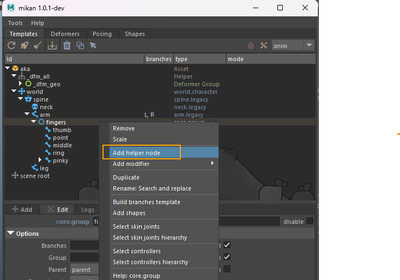 mikan 1.0.1-dev
Tools Help
Templates Deformers Posing Shapes
anim
id branches type mode
aka Asset
_dfm_all Helper
_dfm_geo Deformer Group
world world.character
spine spine.legacy
neck neck.legacy
arm L, R arm.legacy
fingers
thumb
point
middle
ring
pinky
leg
scene root
Remove
Scale
Add helper node
Add modifier
Duplicate
Rename: Search and replace
Build branches template
Add shapes
Select skin joints
Select skin joints hierarchy
Select controllers
Select controllers hierarchy
Help: core.group
Add Edit Logs
core.group fi disable
Options
Branches
Group
Parent parent